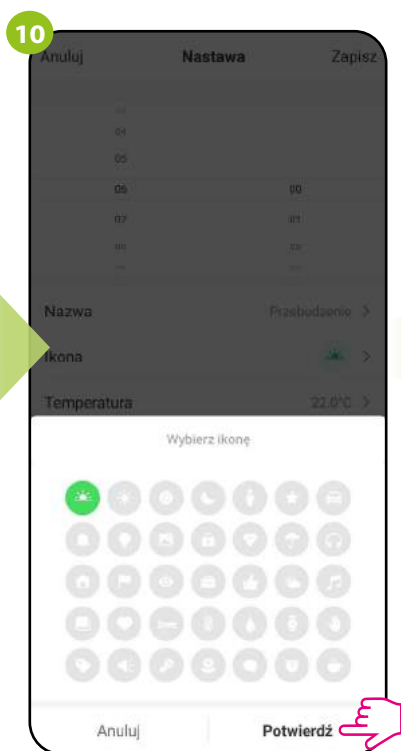 10
Anuluj Nastawa Zapisz
04
05
06 00
07 01
Nazwa Przebudzenie >
Ikona >
Temperatura 22.0°C >
Wybierz ikonę
Anuluj Potwierdź